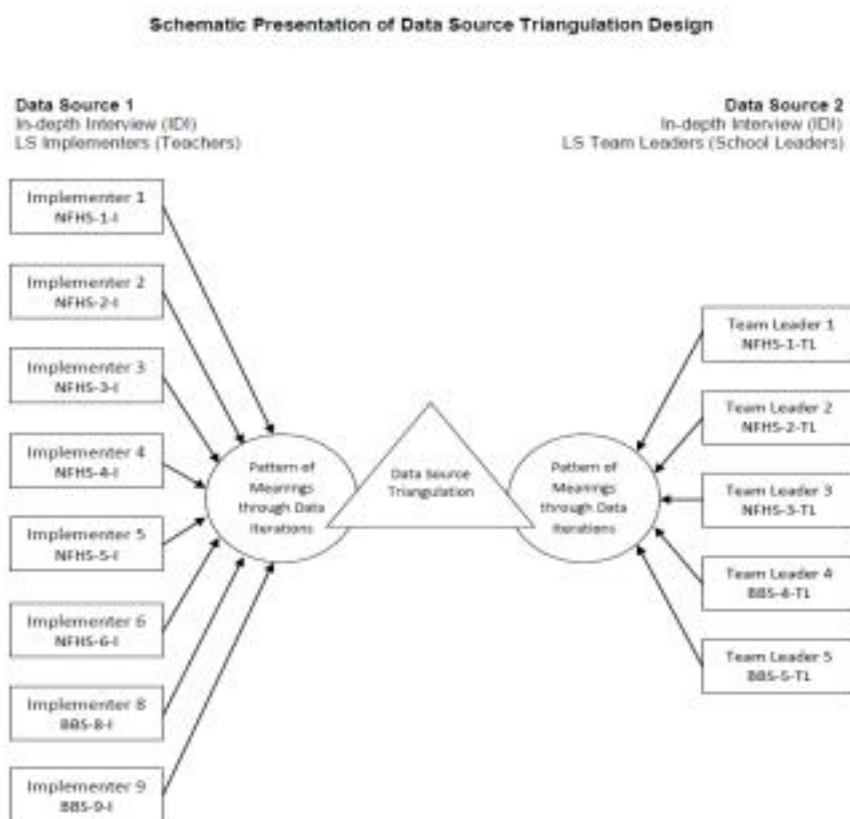 Schematic Presentation of Data Source Triangulation Design
Data Source 1
In-depth Interview (IDI)
LS Implementers (Teachers)
Data Source 2
In-depth Interview (IDI)
LS Team Leaders (School Leaders)
Implementer 1
NFHS-1-I
Implementer 2
NFHS-2-I
Implementer 3
NFHS-3-I
Implementer 4
NFHS-4-I
Implementer 5
NFHS-5-I
Implementer 6
NFHS-6-I
Implementer 8
BBS-8-I
Implementer 9
BBS-9-I
Pattern of
Meanings
through Data
Iterations
Data Source
Triangulation
Pattern of
Meanings
through Data
Iterations
Team Leader 1
NFHS-1-TL
Team Leader 2
NFHS-2-TL
Team Leader 3
NFHS-3-TL
Team Leader 4
BBS-4-TL
Team Leader 5
BBS-5-TL